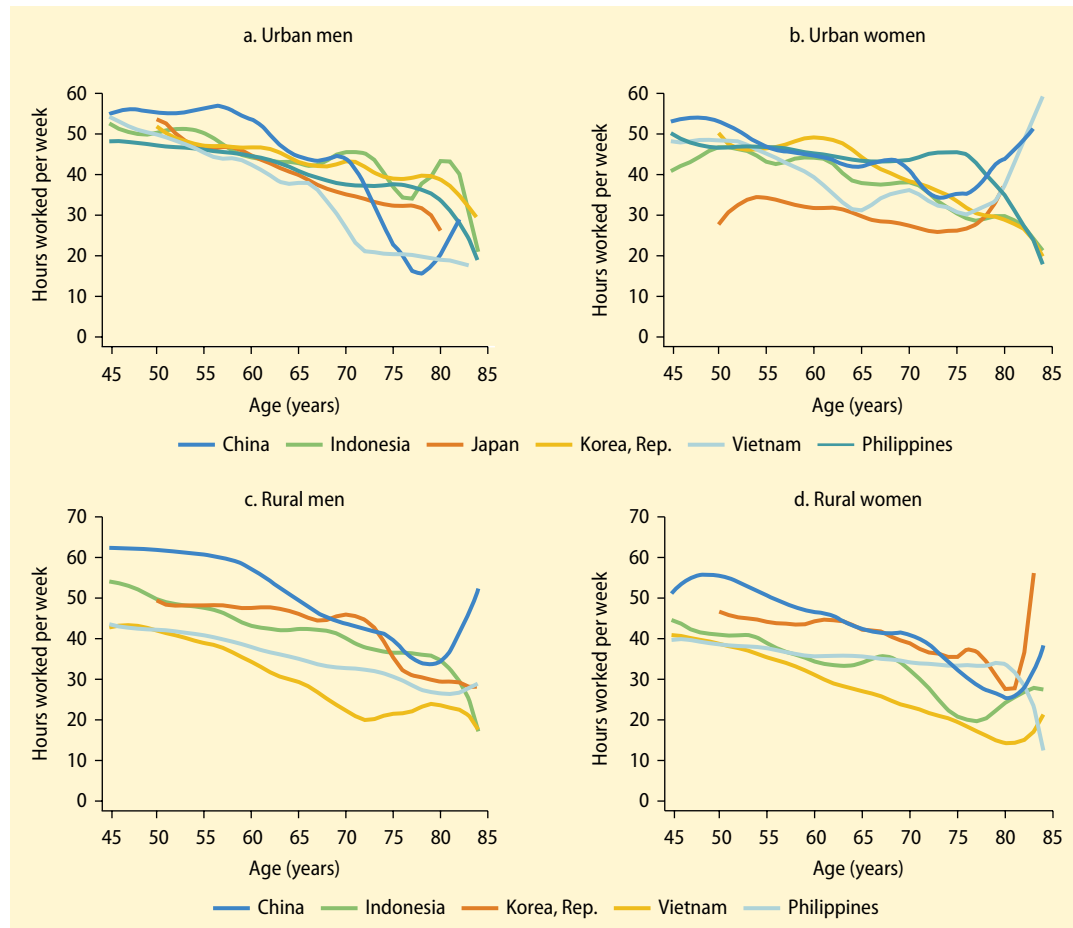 a. Urban men
b. Urban women
Hours worked per week
60
50
40
30
20
10
0
45 50 55 60 65 70 75 80 85
Age (years)
Hours worked per week
60
50
40
30
20
10
0
45 50 55 60 65 70 75 80 85
Age (years)
China Indonesia Japan Korea, Rep. Vietnam Philippines
c. Rural men
d. Rural women
Hours worked per week
70
60
50
40
30
20
10
0
45 50 55 60 65 70 75 80 85
Age (years)
Hours worked per week
70
60
50
40
30
20
10
0
45 50 55 60 65 70 75 80 85
Age (years)
China Indonesia Korea, Rep. Vietnam Philippines